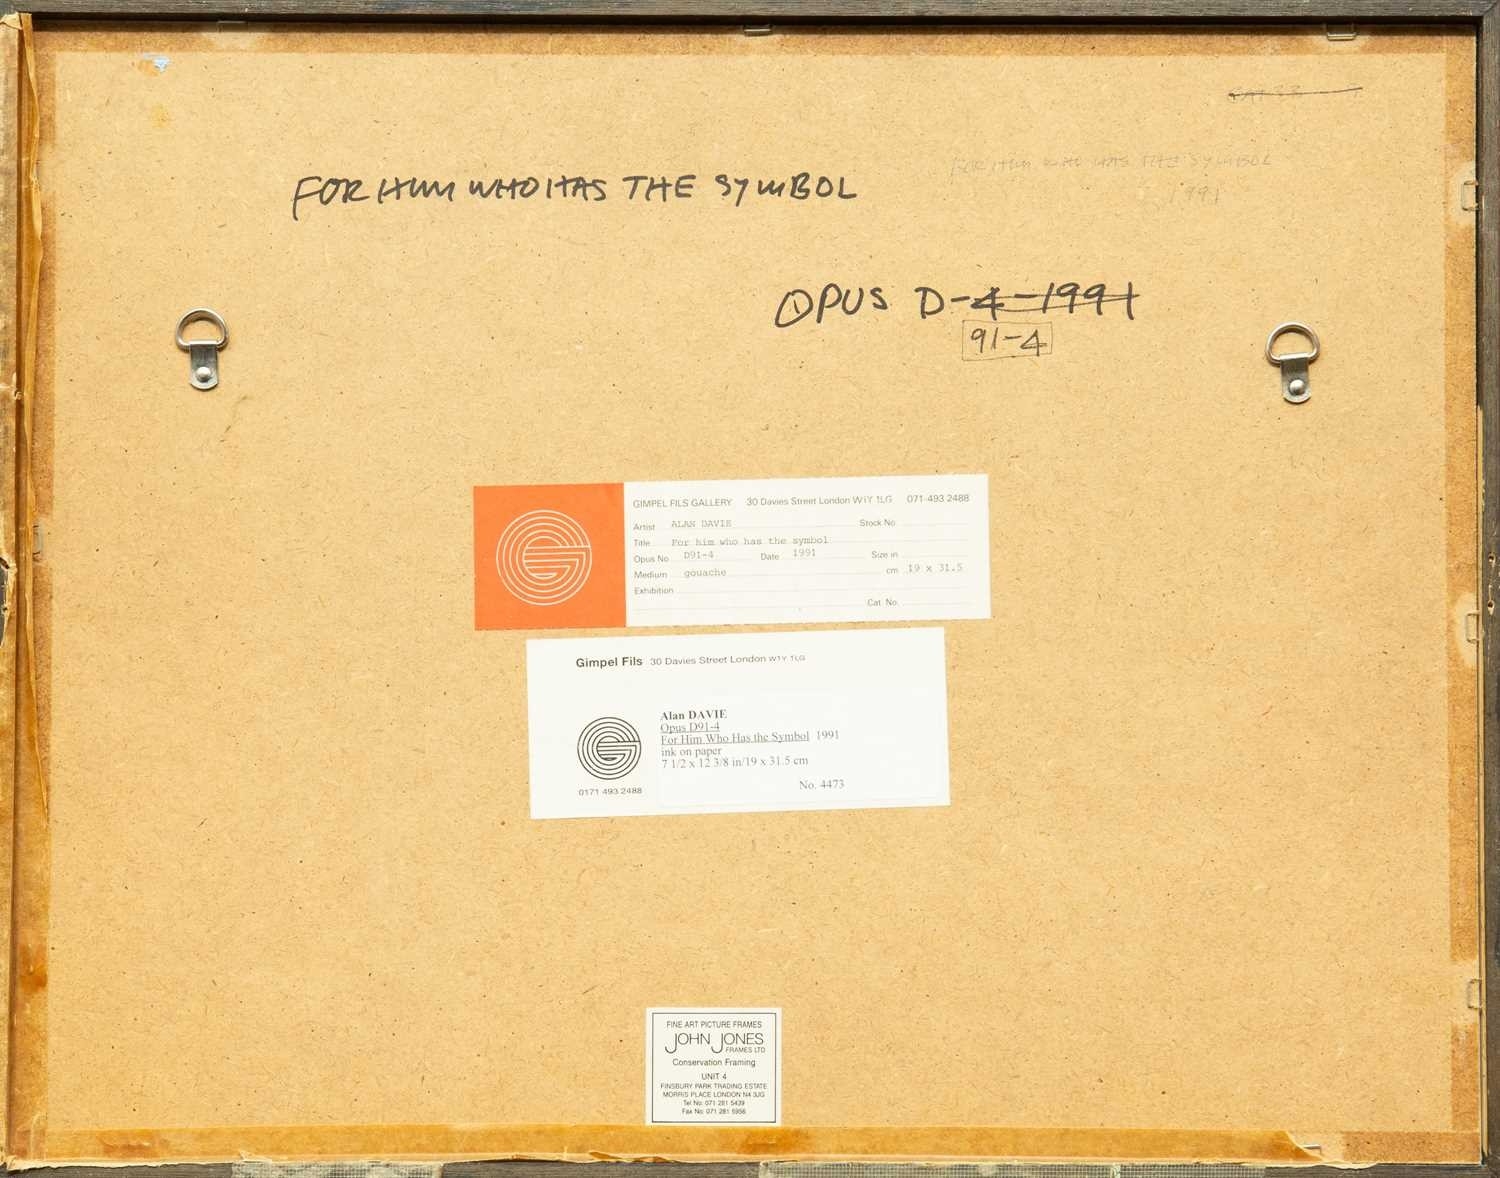 FOR HIM WHO HAS THE SYMBOL
1991
FOR HIM WHO HAS THE SYMBOL
OPUS D-4-1991
91-4
GIMPEL FILS GALLERY 30 Davies Street London W1Y 1LG 071-493 2488
Artist ALAN DAVIE Stock No
Title For him who has the symbol
Opus No D91-4 Date 1991 Size in
Medium gouache cm 19 x 31.5
Exhibition
Cat. No.
Gimpel Fils 30 Davies Street London W1Y 1LG
Alan DAVIE
Opus D91-4
For Him Who Has the Symbol 1991
ink on paper
7 1/2 x 12 3/8 in/19 x 31.5 cm
0171 493 2488
No. 4473
FINE ART PICTURE FRAMES
JOHN JONES
FRAMES LTD
Conservation Framing
UNIT 4
FINSBURY PARK TRADING ESTATE
MORRIS PLACE LONDON N4 3JG
Tel No: 071 281 5439
Fax No: 071 281 5956